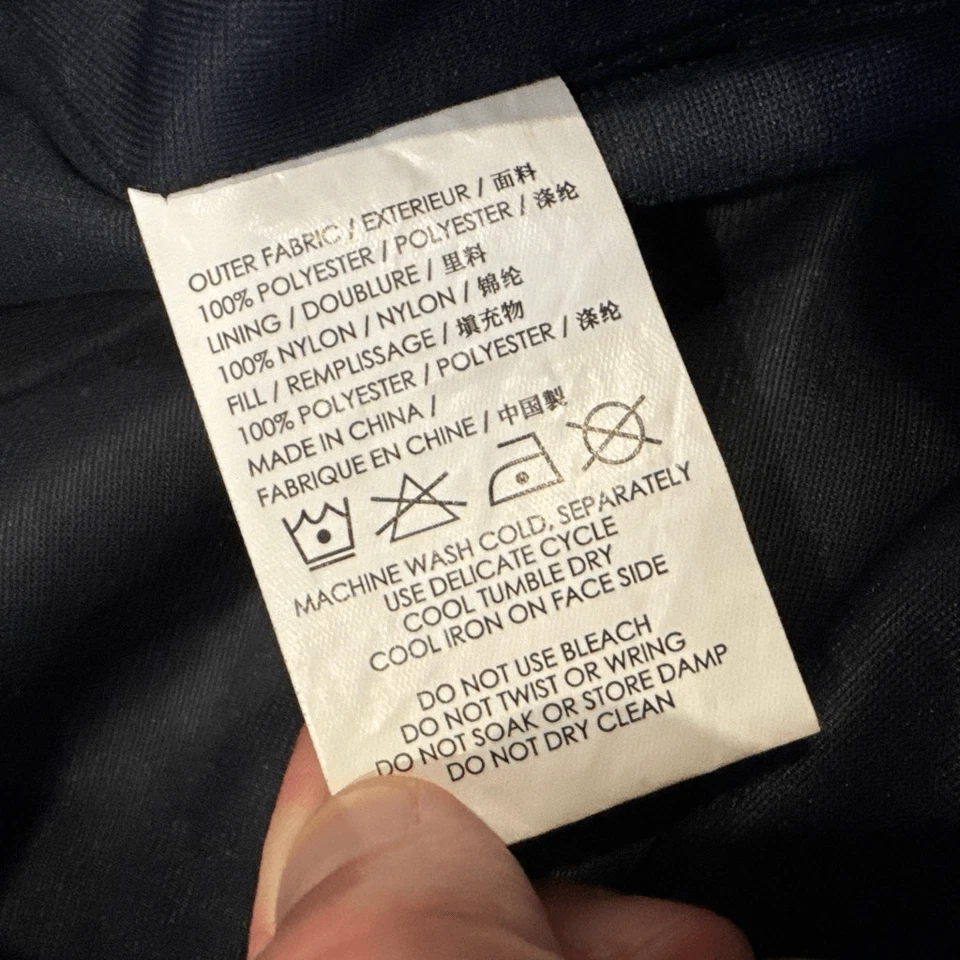 OUTER FABRIC / EXTERIEUR / 面料
100% POLYESTER / POLYESTER / 涤纶
LINING / DOUBLURE / 里料
100% NYLON / NYLON / 锦纶
FILL / REMPLISSAGE / 填充物
100% POLYESTER / POLYESTER / 涤纶
MADE IN CHINA /
FABRIQUE EN CHINE / 中国製
MACHINE WASH COLD, SEPARATELY
USE DELICATE CYCLE
COOL TUMBLE DRY
COOL IRON ON FACE SIDE
DO NOT USE BLEACH
DO NOT TWIST OR WRING
DO NOT SOAK OR STORE DAMP
DO NOT DRY CLEAN